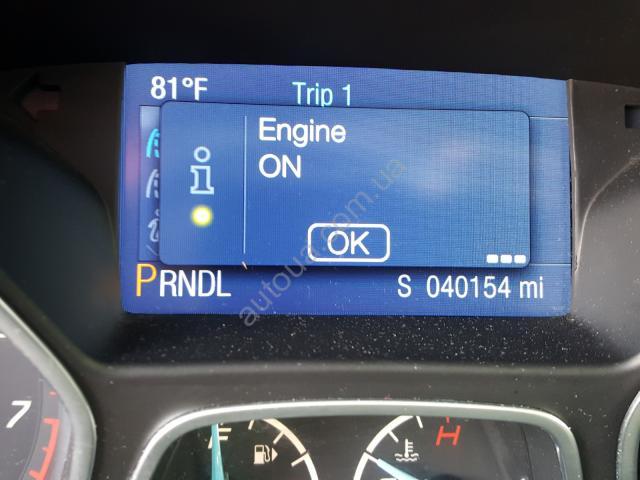 81°F Trip 1
Engine
ON
OK
PRNDL S 040154 mi
autoua.com.ua
7
F
H